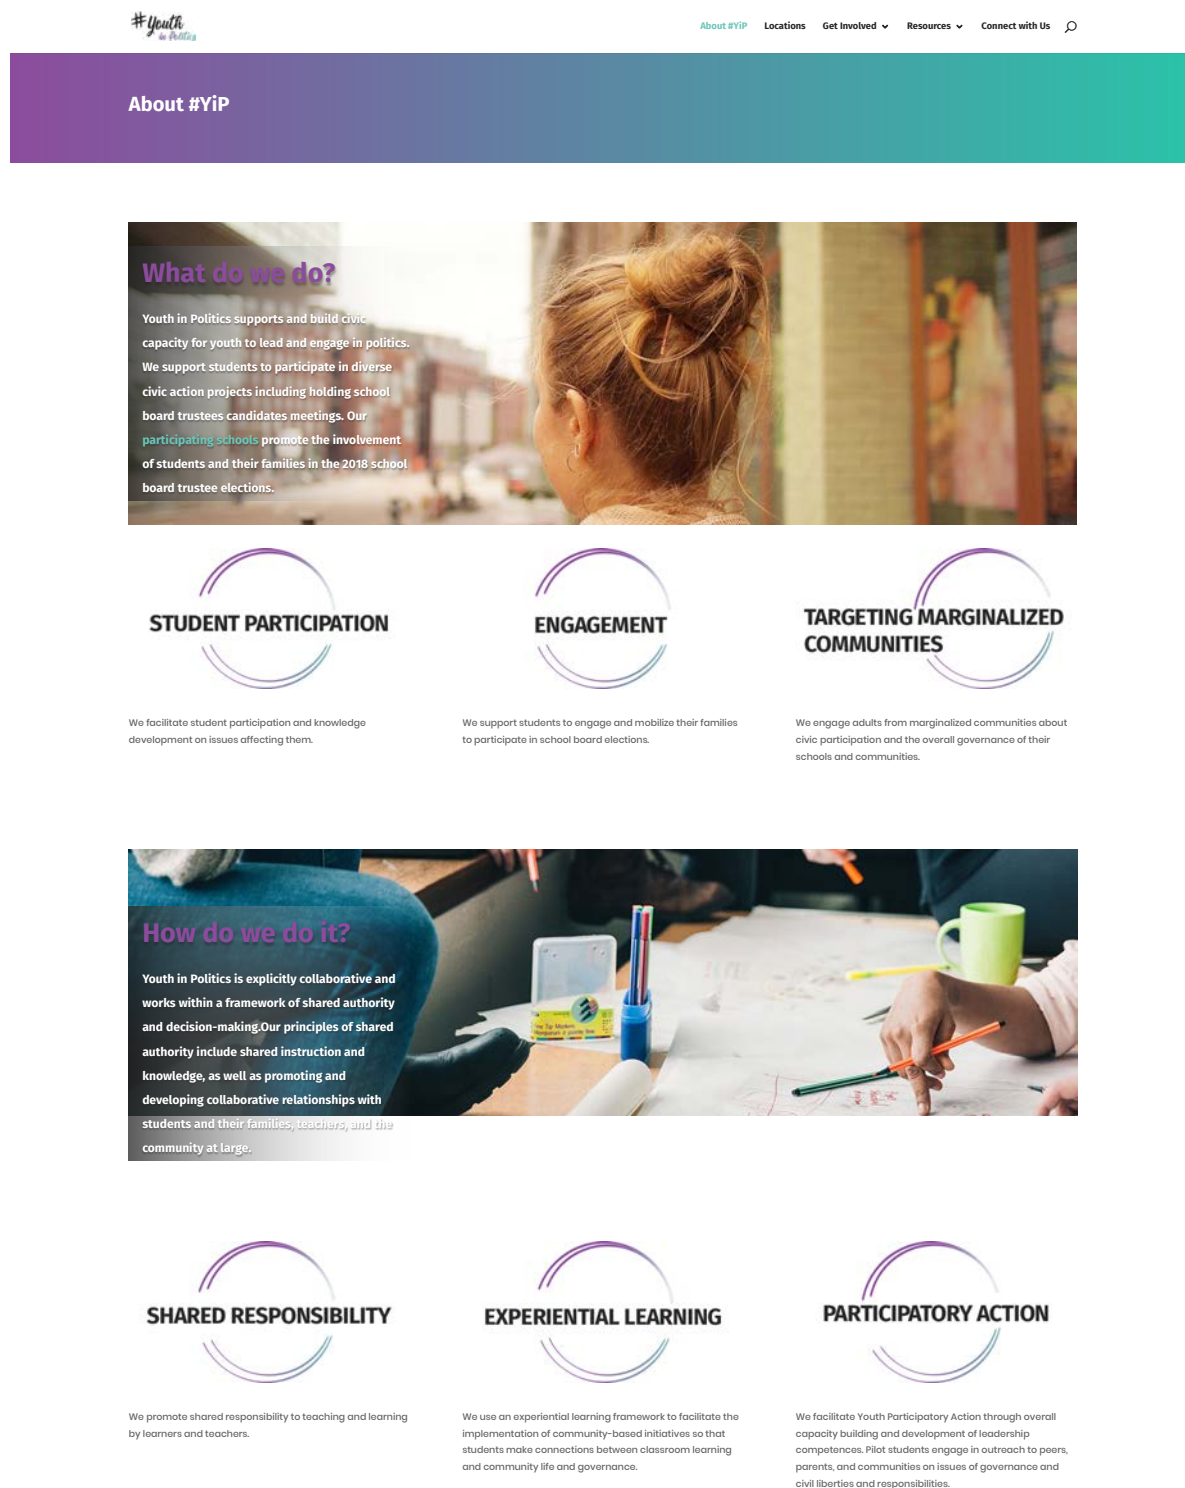 #Youth
in Politics
About #YiP Locations Get Involved Resources Connect with Us
About #YiP
What do we do?
Youth in Politics supports and build civic
capacity for youth to lead and engage in politics.
We support students to participate in diverse
civic action projects including holding school
board trustees candidates meetings. Our
participating schools promote the involvement
of students and their families in the 2018 school
board trustee elections.
STUDENT PARTICIPATION
We facilitate student participation and knowledge
development on issues affecting them.
ENGAGEMENT
We support students to engage and mobilize their families
to participate in school board elections.
TARGETING MARGINALIZED
COMMUNITIES
We engage adults from marginalized communities about
civic participation and the overall governance of their
schools and communities.
How do we do it?
Youth in Politics is explicitly collaborative and
works within a framework of shared authority
and decision-making.Our principles of shared
authority include shared instruction and
knowledge, as well as promoting and
developing collaborative relationships with
students and their families, teachers, and the
community at large.
SHARED RESPONSIBILITY
We promote shared responsibility to teaching and learning
by learners and teachers.
EXPERIENTIAL LEARNING
We use an experiential learning framework to facilitate the
implementation of community-based initiatives so that
students make connections between classroom learning
and community life and governance.
PARTICIPATORY ACTION
We facilitate Youth Participatory Action through overall
capacity building and development of leadership
competences. Pilot students engage in outreach to peers,
parents, and communities on issues of governance and
civil liberties and responsibilities.